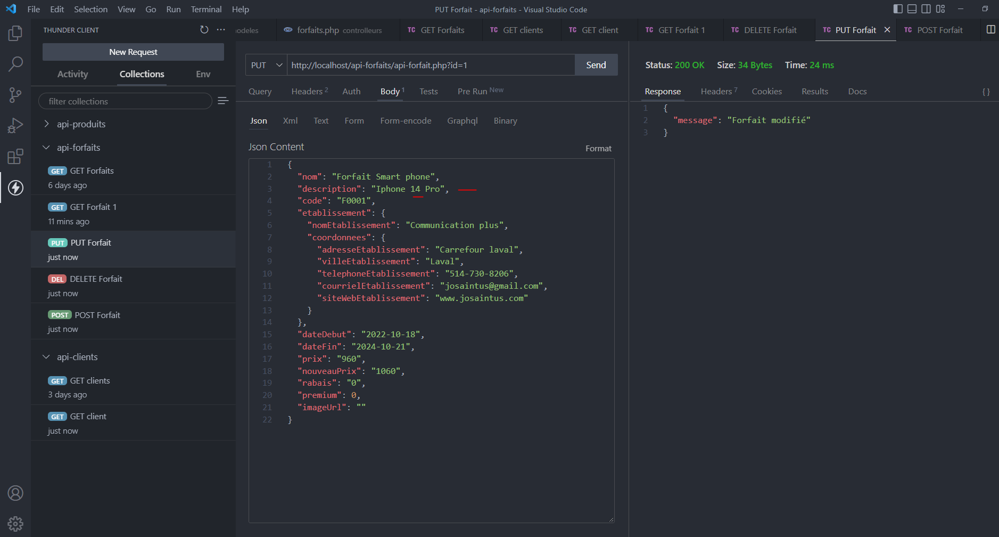 File Edit Selection View Go Run Terminal Help
PUT Forfait - api-forfaits - Visual Studio Code
THUNDER CLIENT
New Request
Activity Collections Env
filter collections
api-produits
api-forfaits
GET GET Forfaits
6 days ago
GET GET Forfait 1
11 mins ago
PUT PUT Forfait
just now
DEL DELETE Forfait
just now
POST POST Forfait
just now
api-clients
GET GET clients
3 days ago
GET GET client
just now
odeles
forfaits.php controlleurs
TC GET Forfaits
TC GET clients
TC GET client
TC GET Forfait 1
TC DELETE Forfait
TC PUT Forfait
TC POST Forfait
PUT http://localhost/api-forfaits/api-forfait.php?id=1 Send
Query Headers 2 Auth Body 1 Tests Pre Run New
Json Xml Text Form Form-encode Graphql Binary
Json Content
Format
1 {
2 "nom": "Forfait Smart phone",
3 "description": "Iphone 14 Pro",
4 "code": "F0001",
5 "etablissement": {
6 "nomEtablissement": "Communication plus",
7 "coordonnees": {
8 "adresseEtablissement": "Carrefour laval",
9 "villeEtablissement": "Laval",
10 "telephoneEtablissement": "514-730-8206",
11 "courrielEtablissement": "josaintus@gmail.com",
12 "siteWebEtablissement": "www.josaintus.com"
13 }
14 },
15 "dateDebut": "2022-10-18",
16 "dateFin": "2024-10-21",
17 "prix": "960",
18 "nouveauPrix": "1060",
19 "rabais": "0",
20 "premium": 0,
21 "imageUrl": ""
22 }
Status: 200 OK Size: 34 Bytes Time: 24 ms
Response Headers 7 Cookies Results Docs { }
1 {
2 "message": "Forfait modifié"
3 }